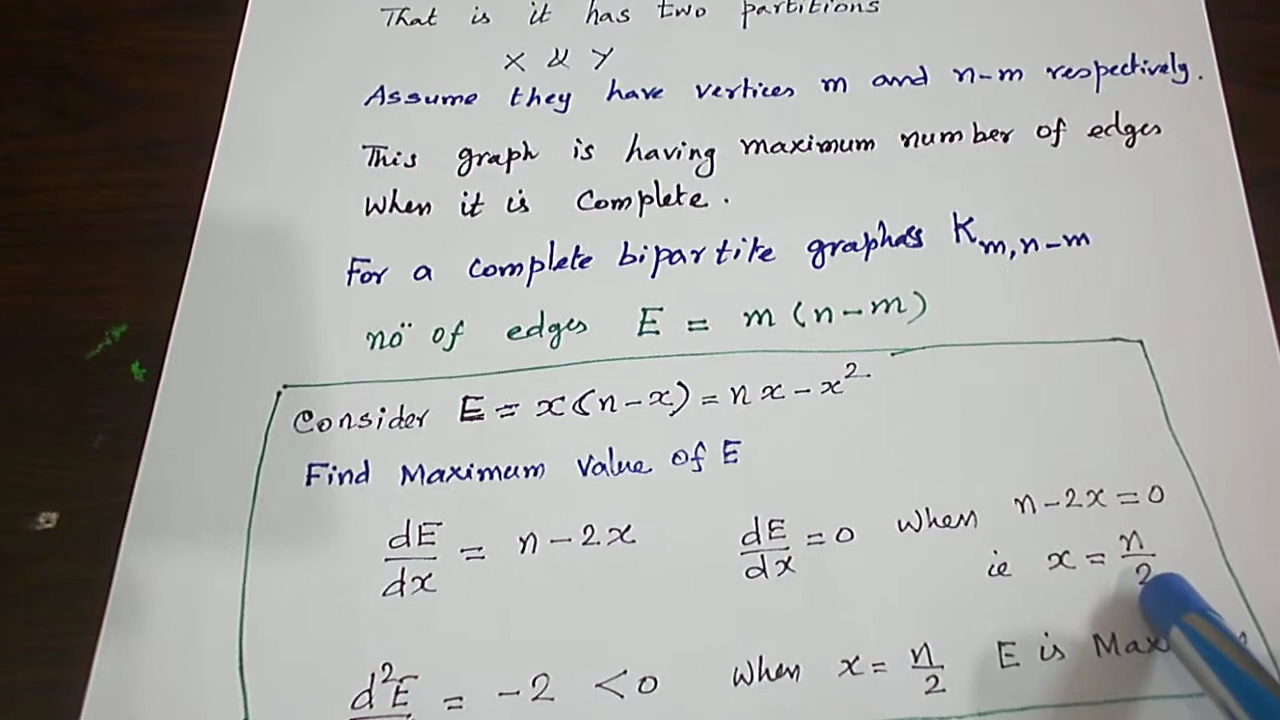 That is it has two partitions
X & Y
Assume they have vertices m and n-m respectively.
This graph is having maximum number of edges
when it is complete.
For a complete bipartite graphs K_{m,n-m}
no of edges E = m(n-m)
Consider E = x(n-x) = nx - x²
Find Maximum Value of E
dE/dx = n-2x dE/dx = 0 when n-2x=0
ie x = n/2
d²E = -2 <0 when x = n/2 E is Max